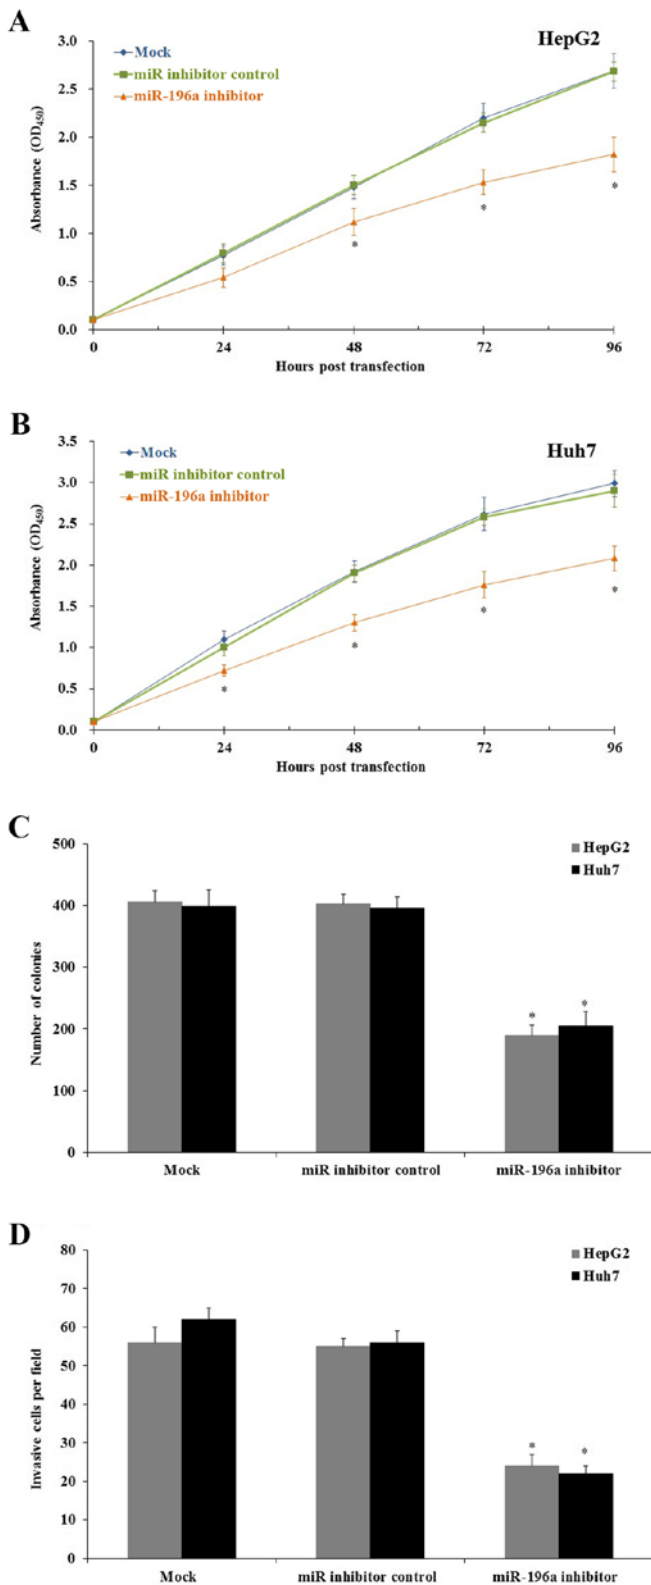 A
HepG2
Mock
miR inhibitor control
miR-196a inhibitor
Absorbance (OD450)
3.0
2.5
2.0
1.5
1.0
0.5
0.0
* * *
0 24 48 72 96
Hours post transfection
B
Huh7
Mock
miR inhibitor control
miR-196a inhibitor
Absorbance (OD450)
3.5
3.0
2.5
2.0
1.5
1.0
0.5
0.0
* * * *
0 24 48 72 96
Hours post transfection
C
HepG2
Huh7
Number of colonies
500
400
300
200
100
0
* *
Mock miR inhibitor control miR-196a inhibitor
D
HepG2
Huh7
Invasive cells per field
80
70
60
50
40
30
20
10
0
* *
Mock miR inhibitor control miR-196a inhibitor